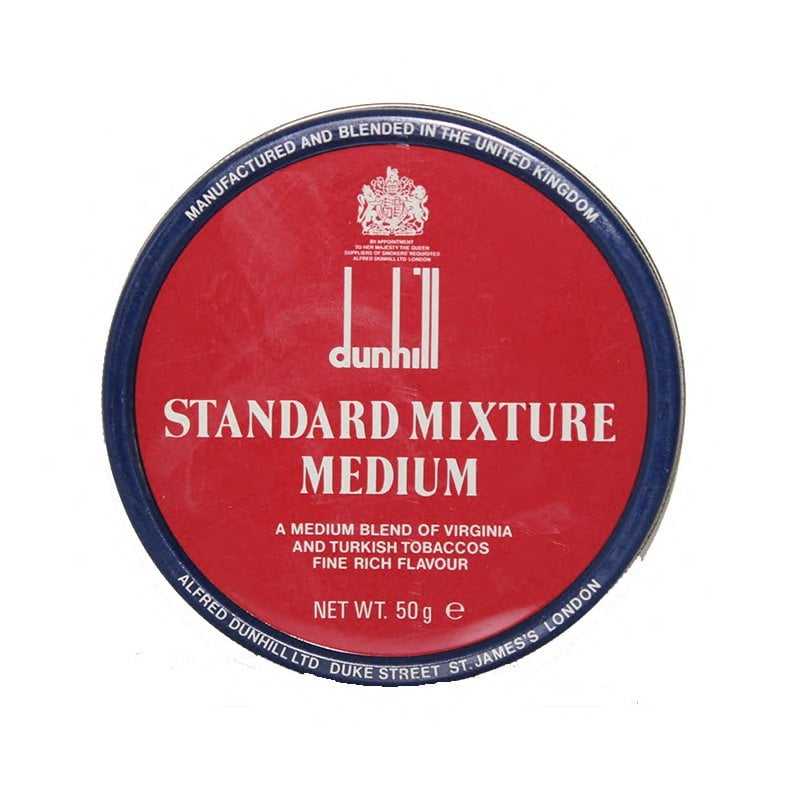 MANUFACTURED AND BLENDED IN THE UNITED KINGDOM
BY APPOINTMENT
TO HER MAJESTY THE QUEEN
SUPPLIERS OF SMOKERS' REQUISITES
ALFRED DUNHILL LTD LONDON
dunhill
STANDARD MIXTURE
MEDIUM
A MEDIUM BLEND OF VIRGINIA
AND TURKISH TOBACCOS
FINE RICH FLAVOUR
NET WT. 50g ℮
ALFRED DUNHILL LTD DUKE STREET ST. JAMES'S LONDON